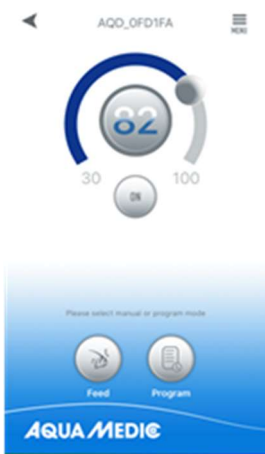 AQD_0FD1FA
MENU
82
30
100
ON
Please select manual or program mode
Feed
Program
AQUA MEDIC